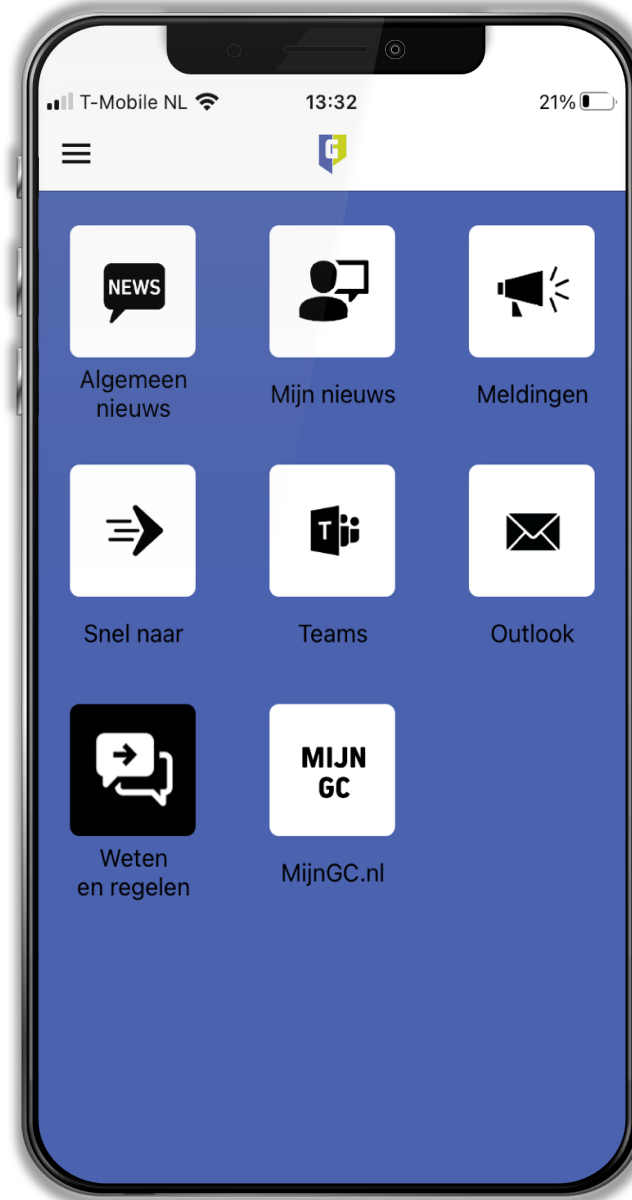 T-Mobile NL
13:32
21%
G
NEWS
Algemeen
nieuws
Mijn nieuws
Meldingen
Snel naar
T
Teams
Outlook
Weten
en regelen
MIJN
GC
MijnGC.nl